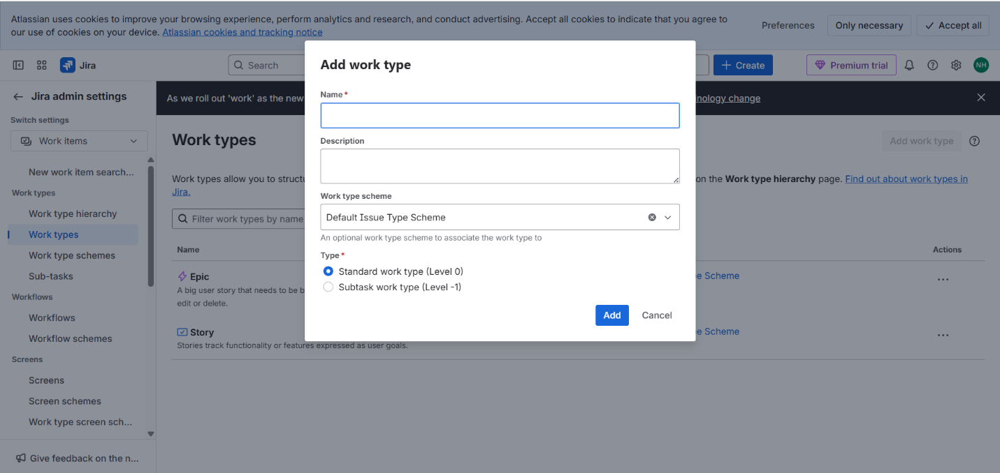 Atlassian uses cookies to improve your browsing experience, perform analytics and research, and conduct advertising. Accept all cookies to indicate that you agree to
our use of cookies on your device. Atlassian cookies and tracking notice
Preferences
Only necessary
Accept all
Jira
Search
Create
Premium trial
NH
Jira admin settings
Switch settings
Work items
New work item search...
Work types
Work type hierarchy
Work types
Work type schemes
Sub-tasks
Workflows
Workflows
Workflow schemes
Screens
Screens
Screen schemes
Work type screen sch...
Give feedback on the n...
As we roll out 'work' as the new
nology change
Work types
Add work type
Work types allow you to structu
on the Work type hierarchy page. Find out about work types in
Jira.
Filter work types by name
Name
Actions
Epic
A big user story that needs to be b
edit or delete.
e Scheme
Story
Stories track functionality or features expressed as user goals.
e Scheme
Add work type
Name*
Description
Work type scheme
Default Issue Type Scheme
An optional work type scheme to associate the work type to
Type*
Standard work type (Level 0)
Subtask work type (Level -1)
Add
Cancel